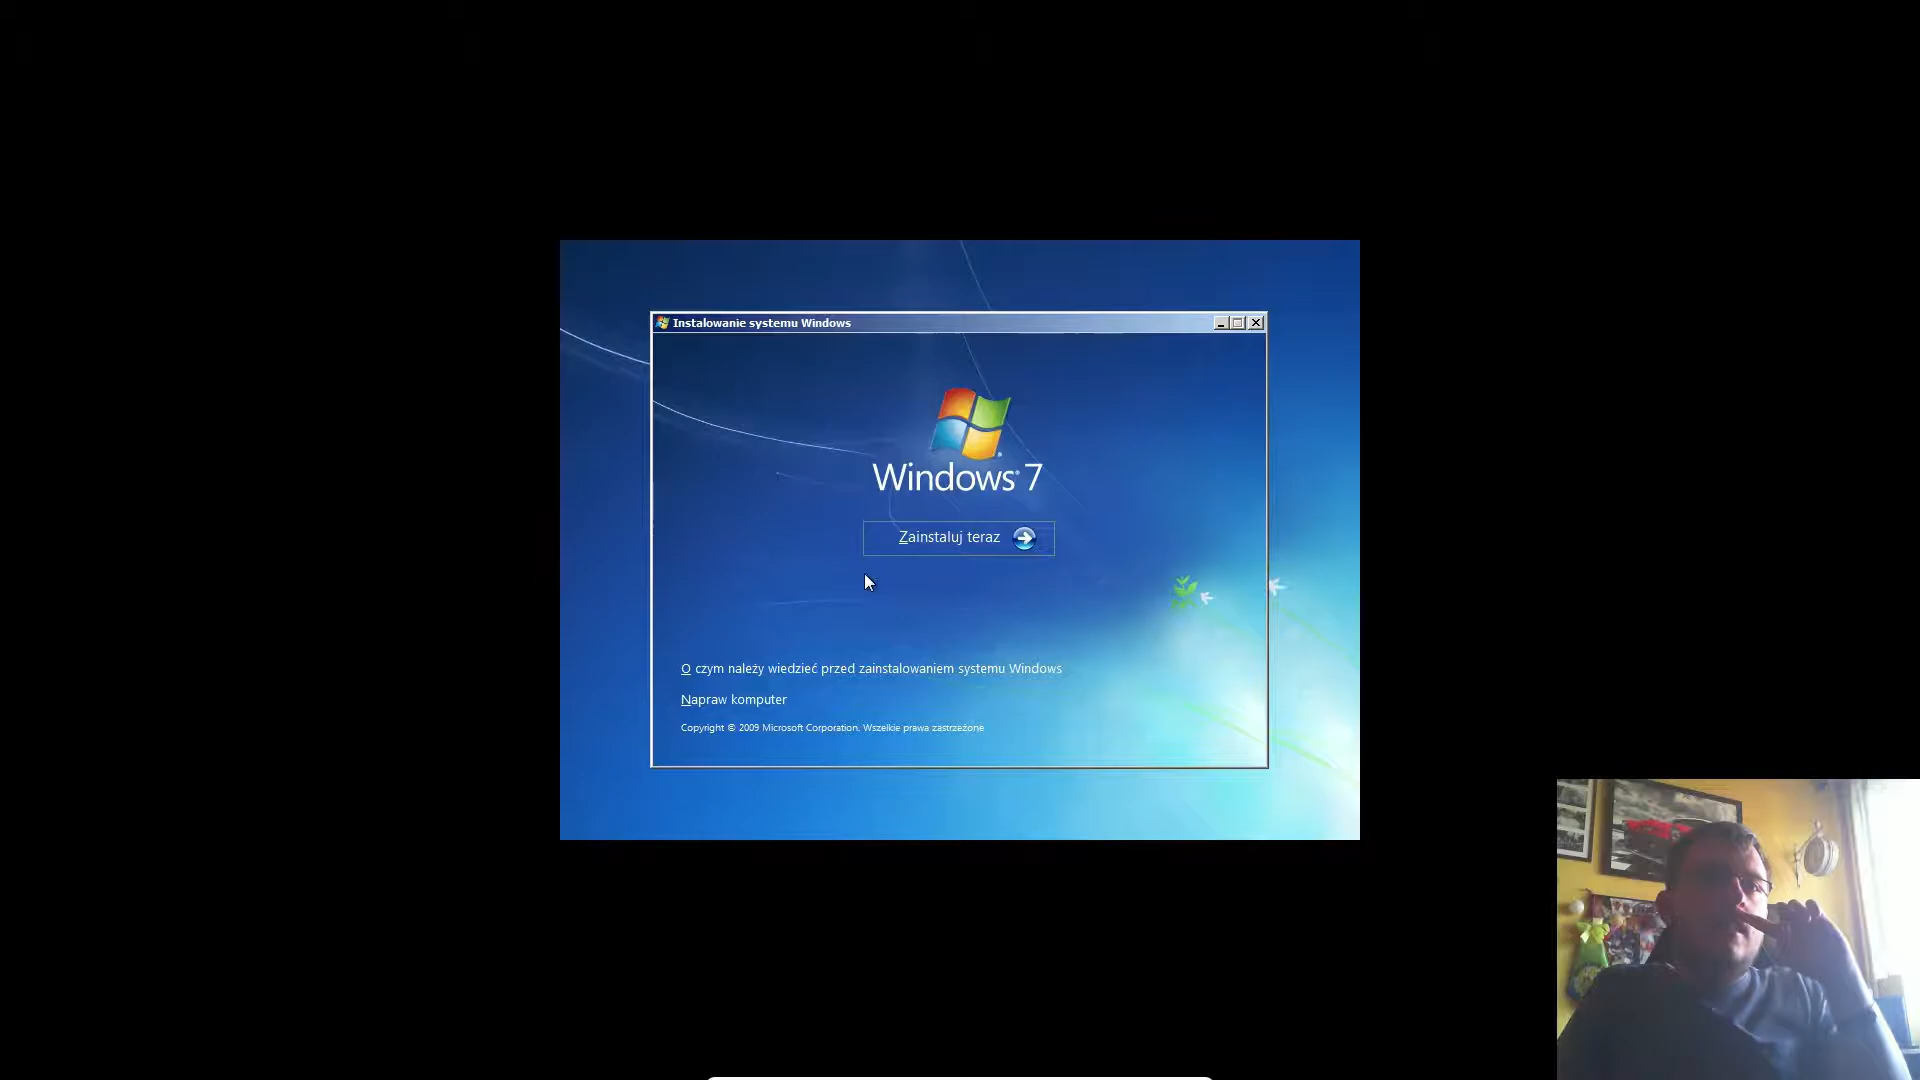 Instalowanie systemu Windows
Windows® 7
Zainstaluj teraz
O czym należy wiedzieć przed zainstalowaniem systemu Windows
Napraw komputer
Copyright © 2009 Microsoft Corporation. Wszelkie prawa zastrzeżone